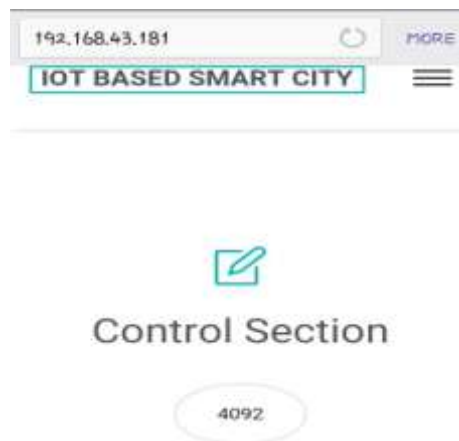 192.168.43.181 MORE
IOT BASED SMART CITY
Control Section
4092